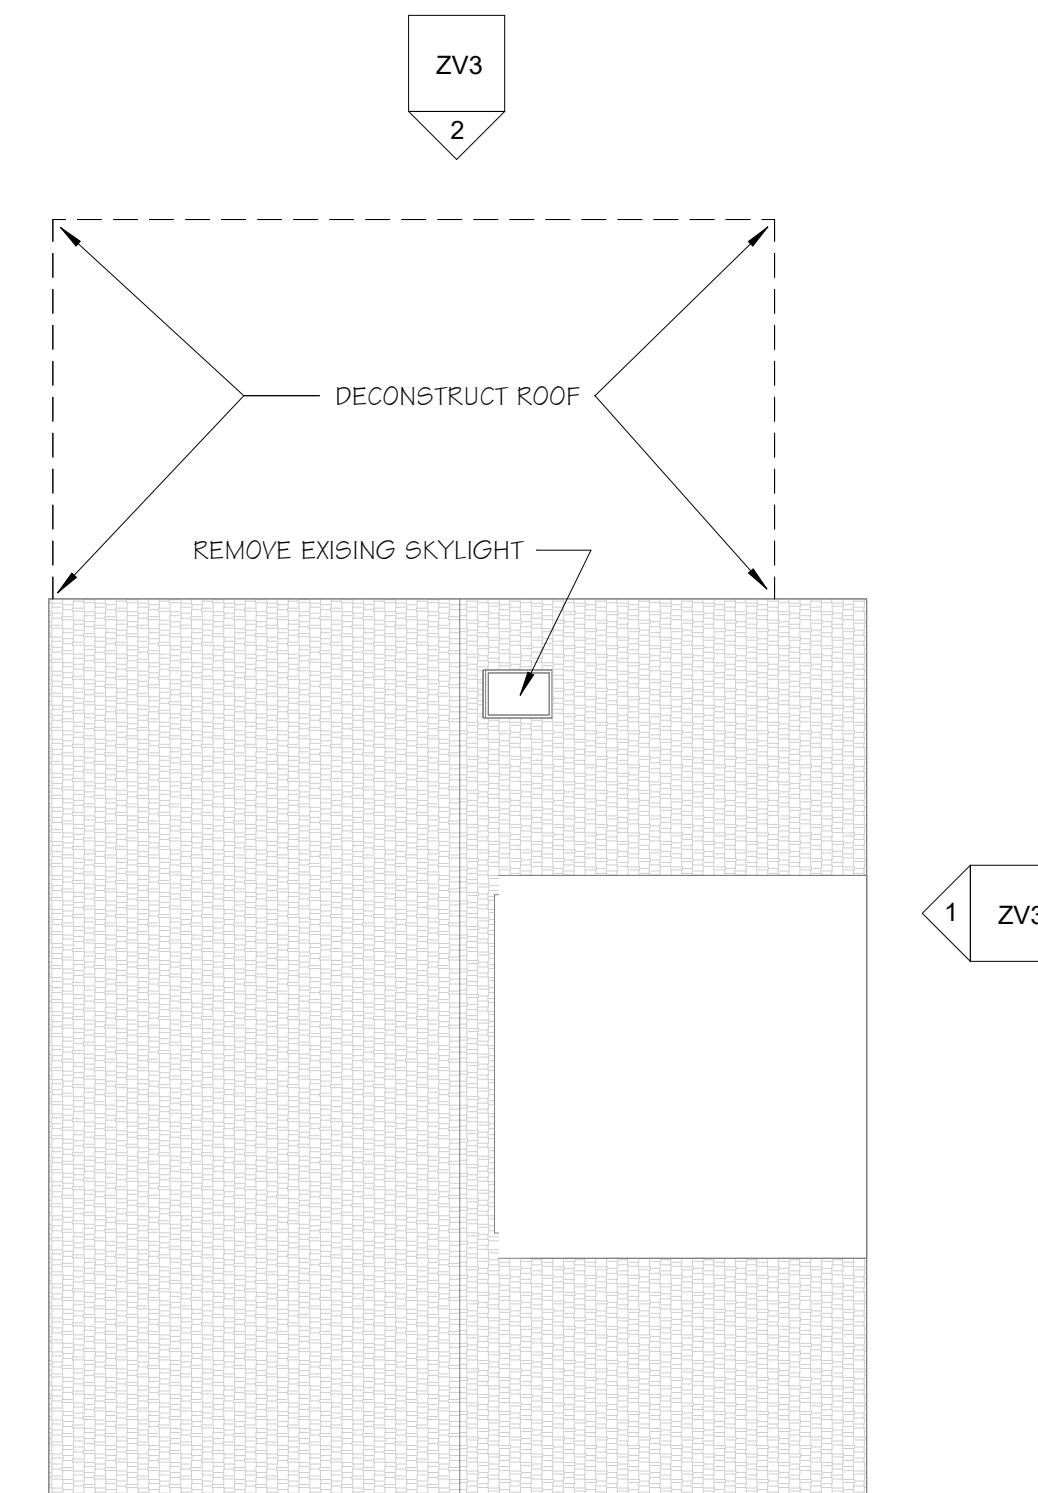 ZV3
2
DECONSTRUCT ROOF
REMOVE EXISING SKYLIGHT
1
ZV3